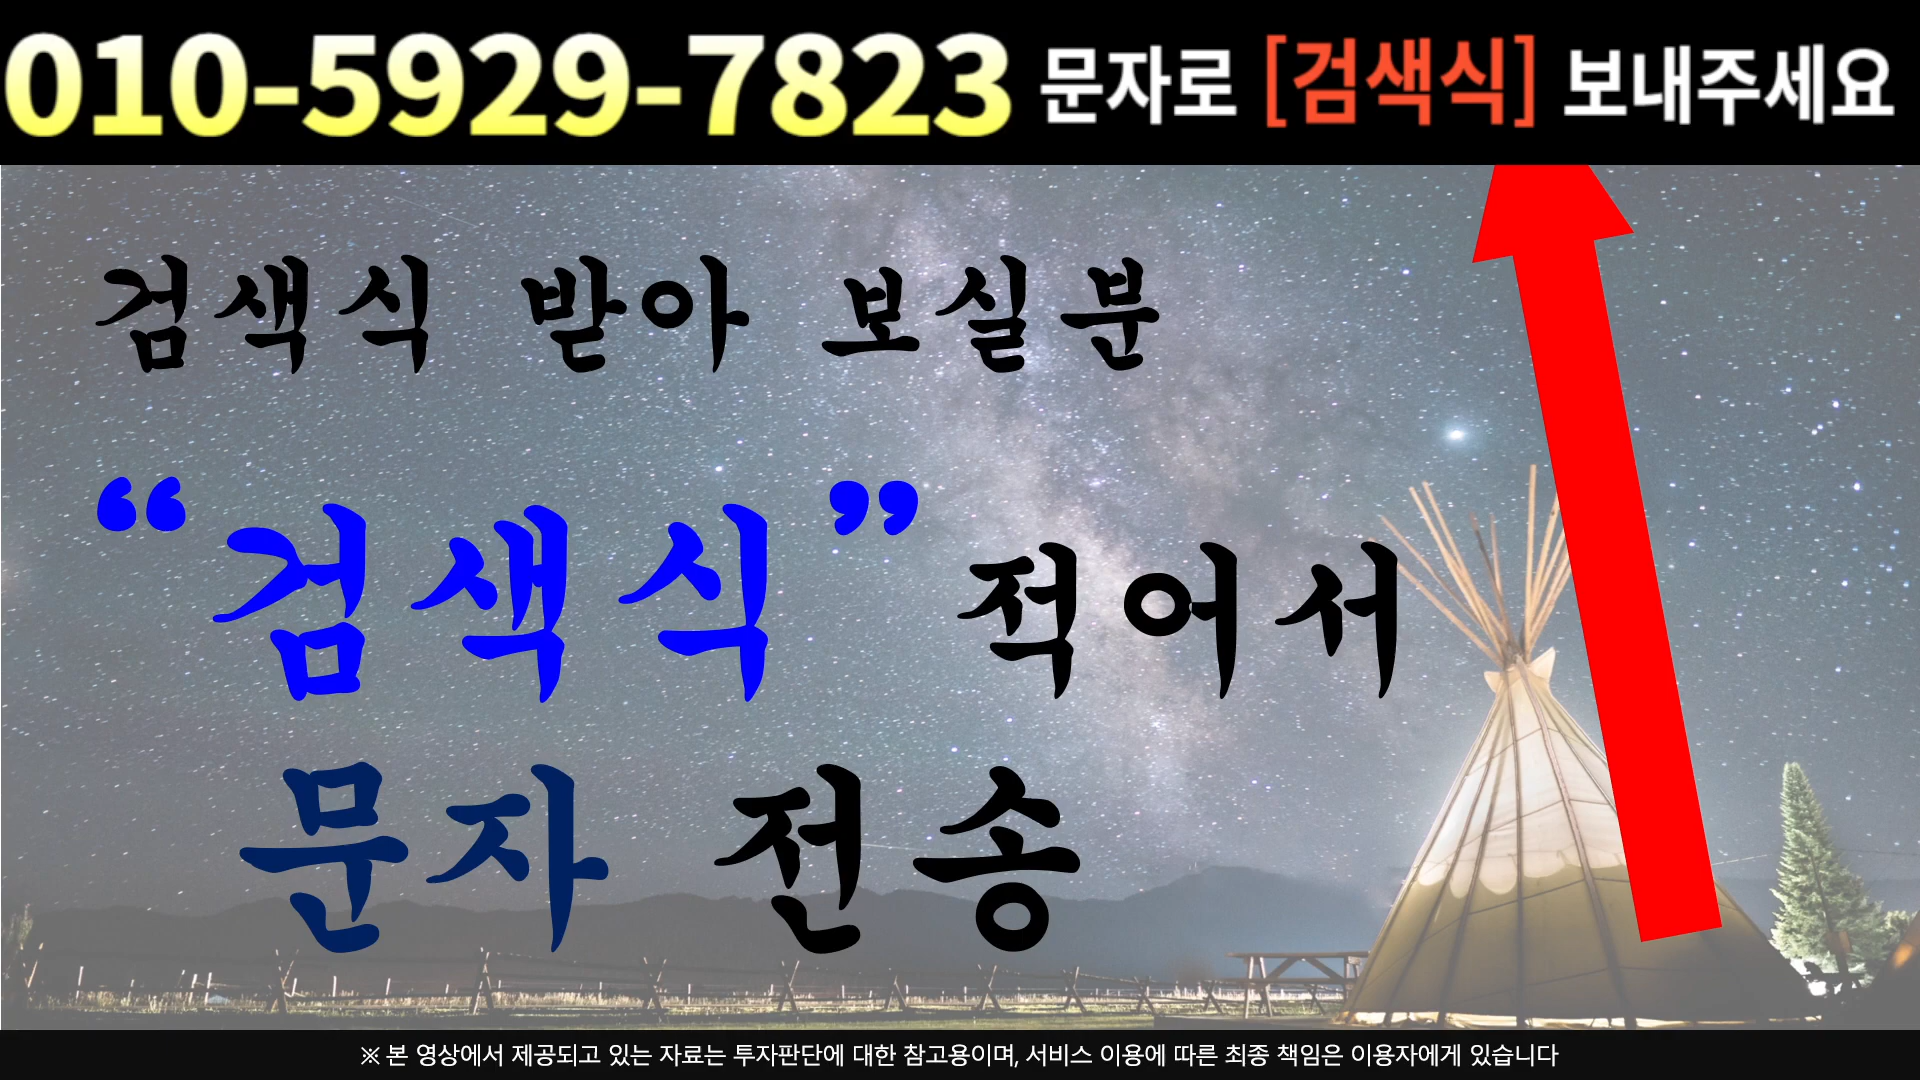 010-5929-7823 문자로 [검색식] 보내주세요
검색식 받아 보실분
“검색식” 적어서
문자 전송
※ 본 영상에서 제공되고 있는 자료는 투자판단에 대한 참고용이며, 서비스 이용에 따른 최종 책임은 이용자에게 있습니다